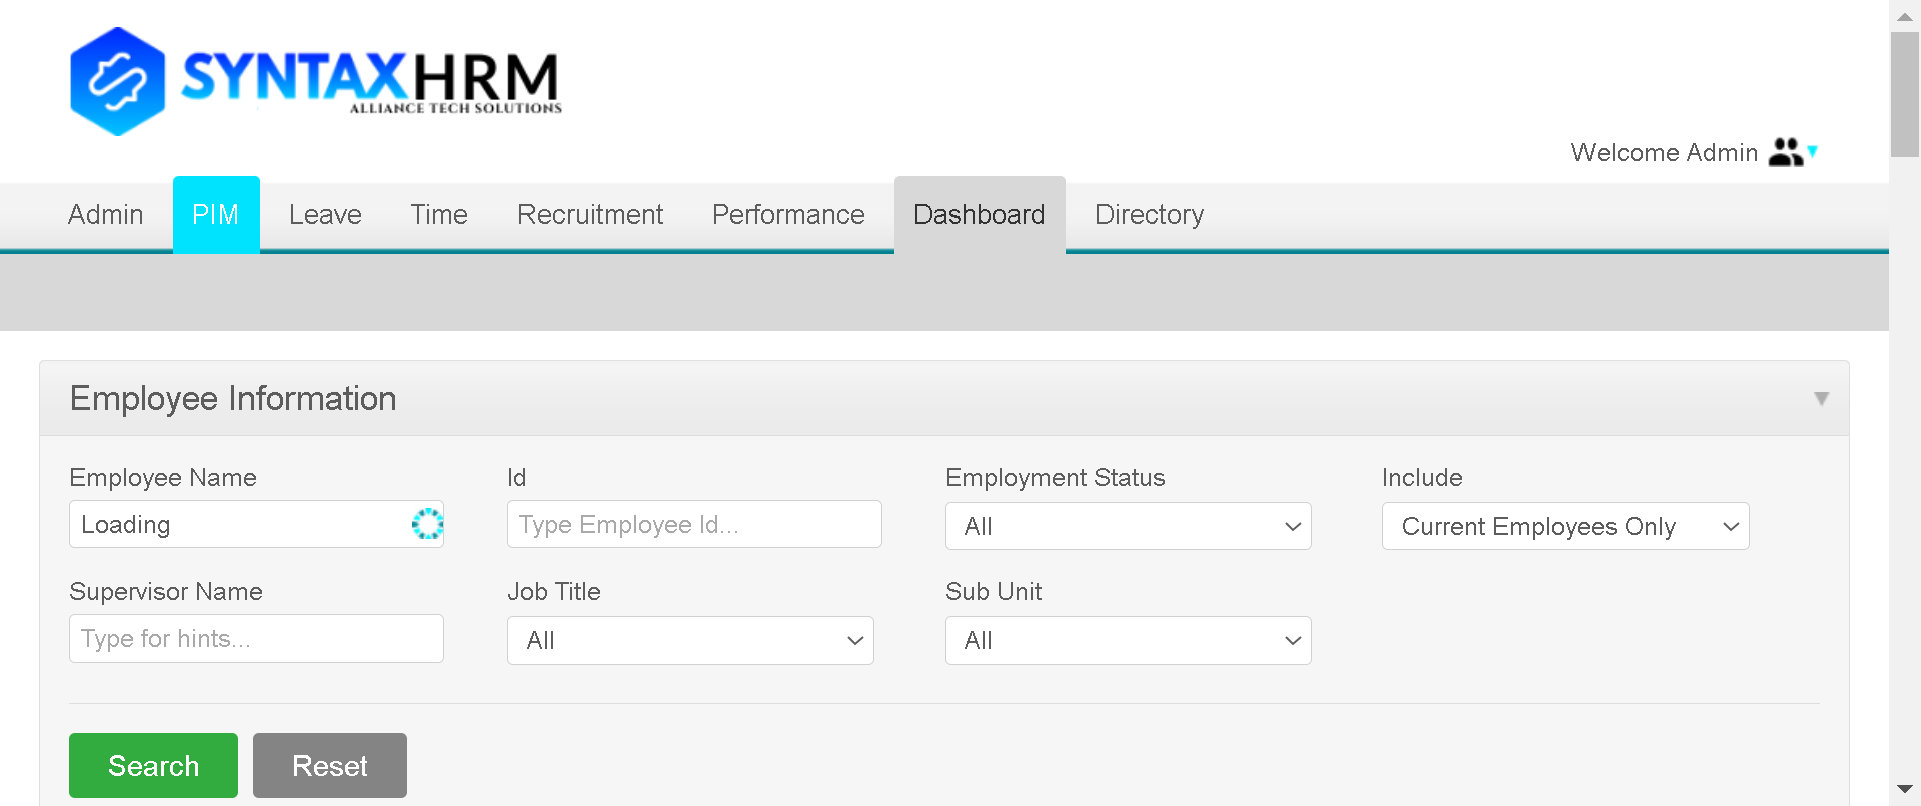 SYNTAXHRM
ALLIANCE TECH SOLUTIONS
Welcome Admin
Admin PIM Leave Time Recruitment Performance Dashboard Directory
Employee Information
Employee Name Id Employment Status Include
Loading Type Employee Id... All Current Employees Only
Supervisor Name Job Title Sub Unit
Type for hints... All All
Search Reset